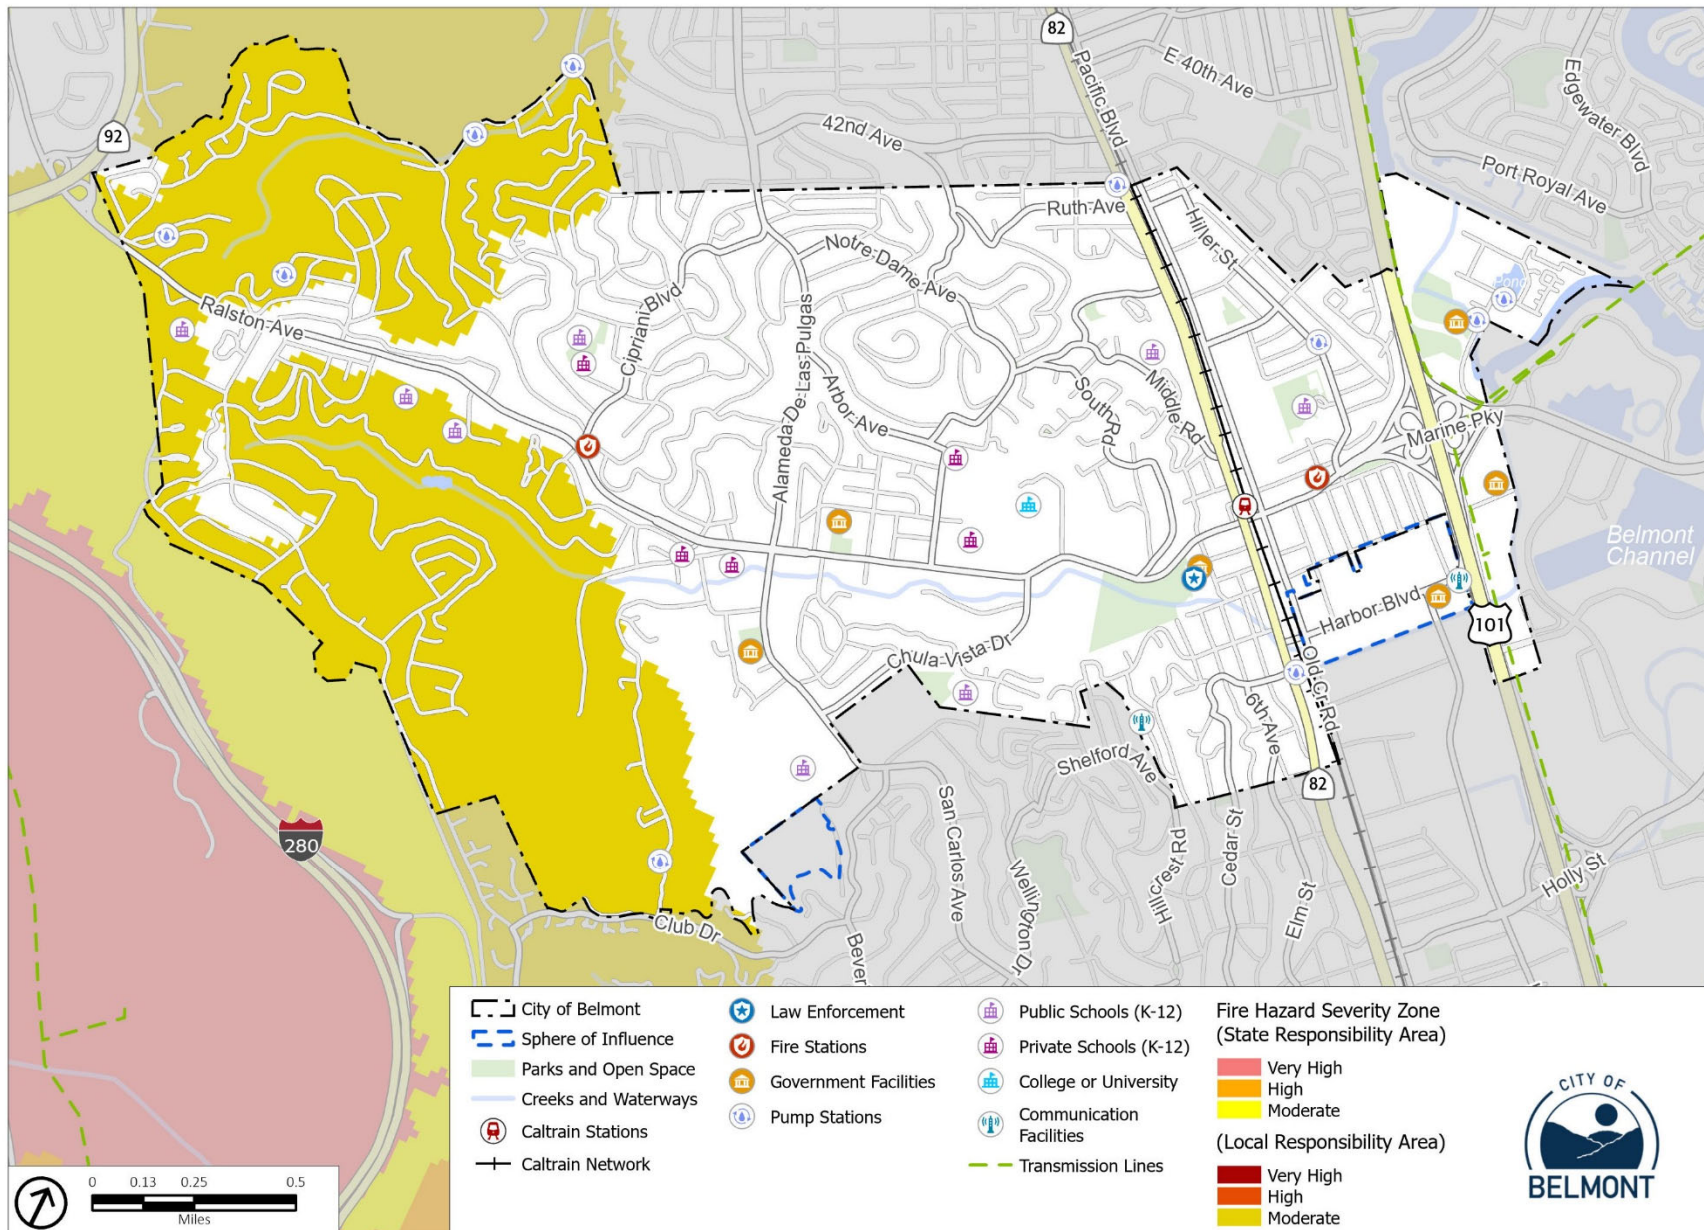 82
E 40th Ave
Edgewater Blvd
Pacific Blvd
92
42nd Ave
Port Royal Ave
Ruth Ave
Hiller St
Notre Dame Ave
Pond
Ralston Ave
Cipriani Blvd
Alameda De Las Pulgas
Arbor Ave
South Rd
Middle Rd
Marine Pky
Belmont
Channel
Harbor Blvd
101
Chula Vista Dr
Old Cr Rd
6th Ave
Shelford Ave
82
280
San Carlos Ave
Wellington Dr
Hillcrest Rd
Cedar St
Elm St
Holly St
Club Dr
Bever
City of Belmont
Sphere of Influence
Parks and Open Space
Creeks and Waterways
Caltrain Stations
Caltrain Network
Law Enforcement
Fire Stations
Government Facilities
Pump Stations
Public Schools (K-12)
Private Schools (K-12)
College or University
Communication
Facilities
Transmission Lines
Fire Hazard Severity Zone
(State Responsibility Area)
Very High
High
Moderate
(Local Responsibility Area)
Very High
High
Moderate
CITY OF
BELMONT
0 0.13 0.25 0.5
Miles